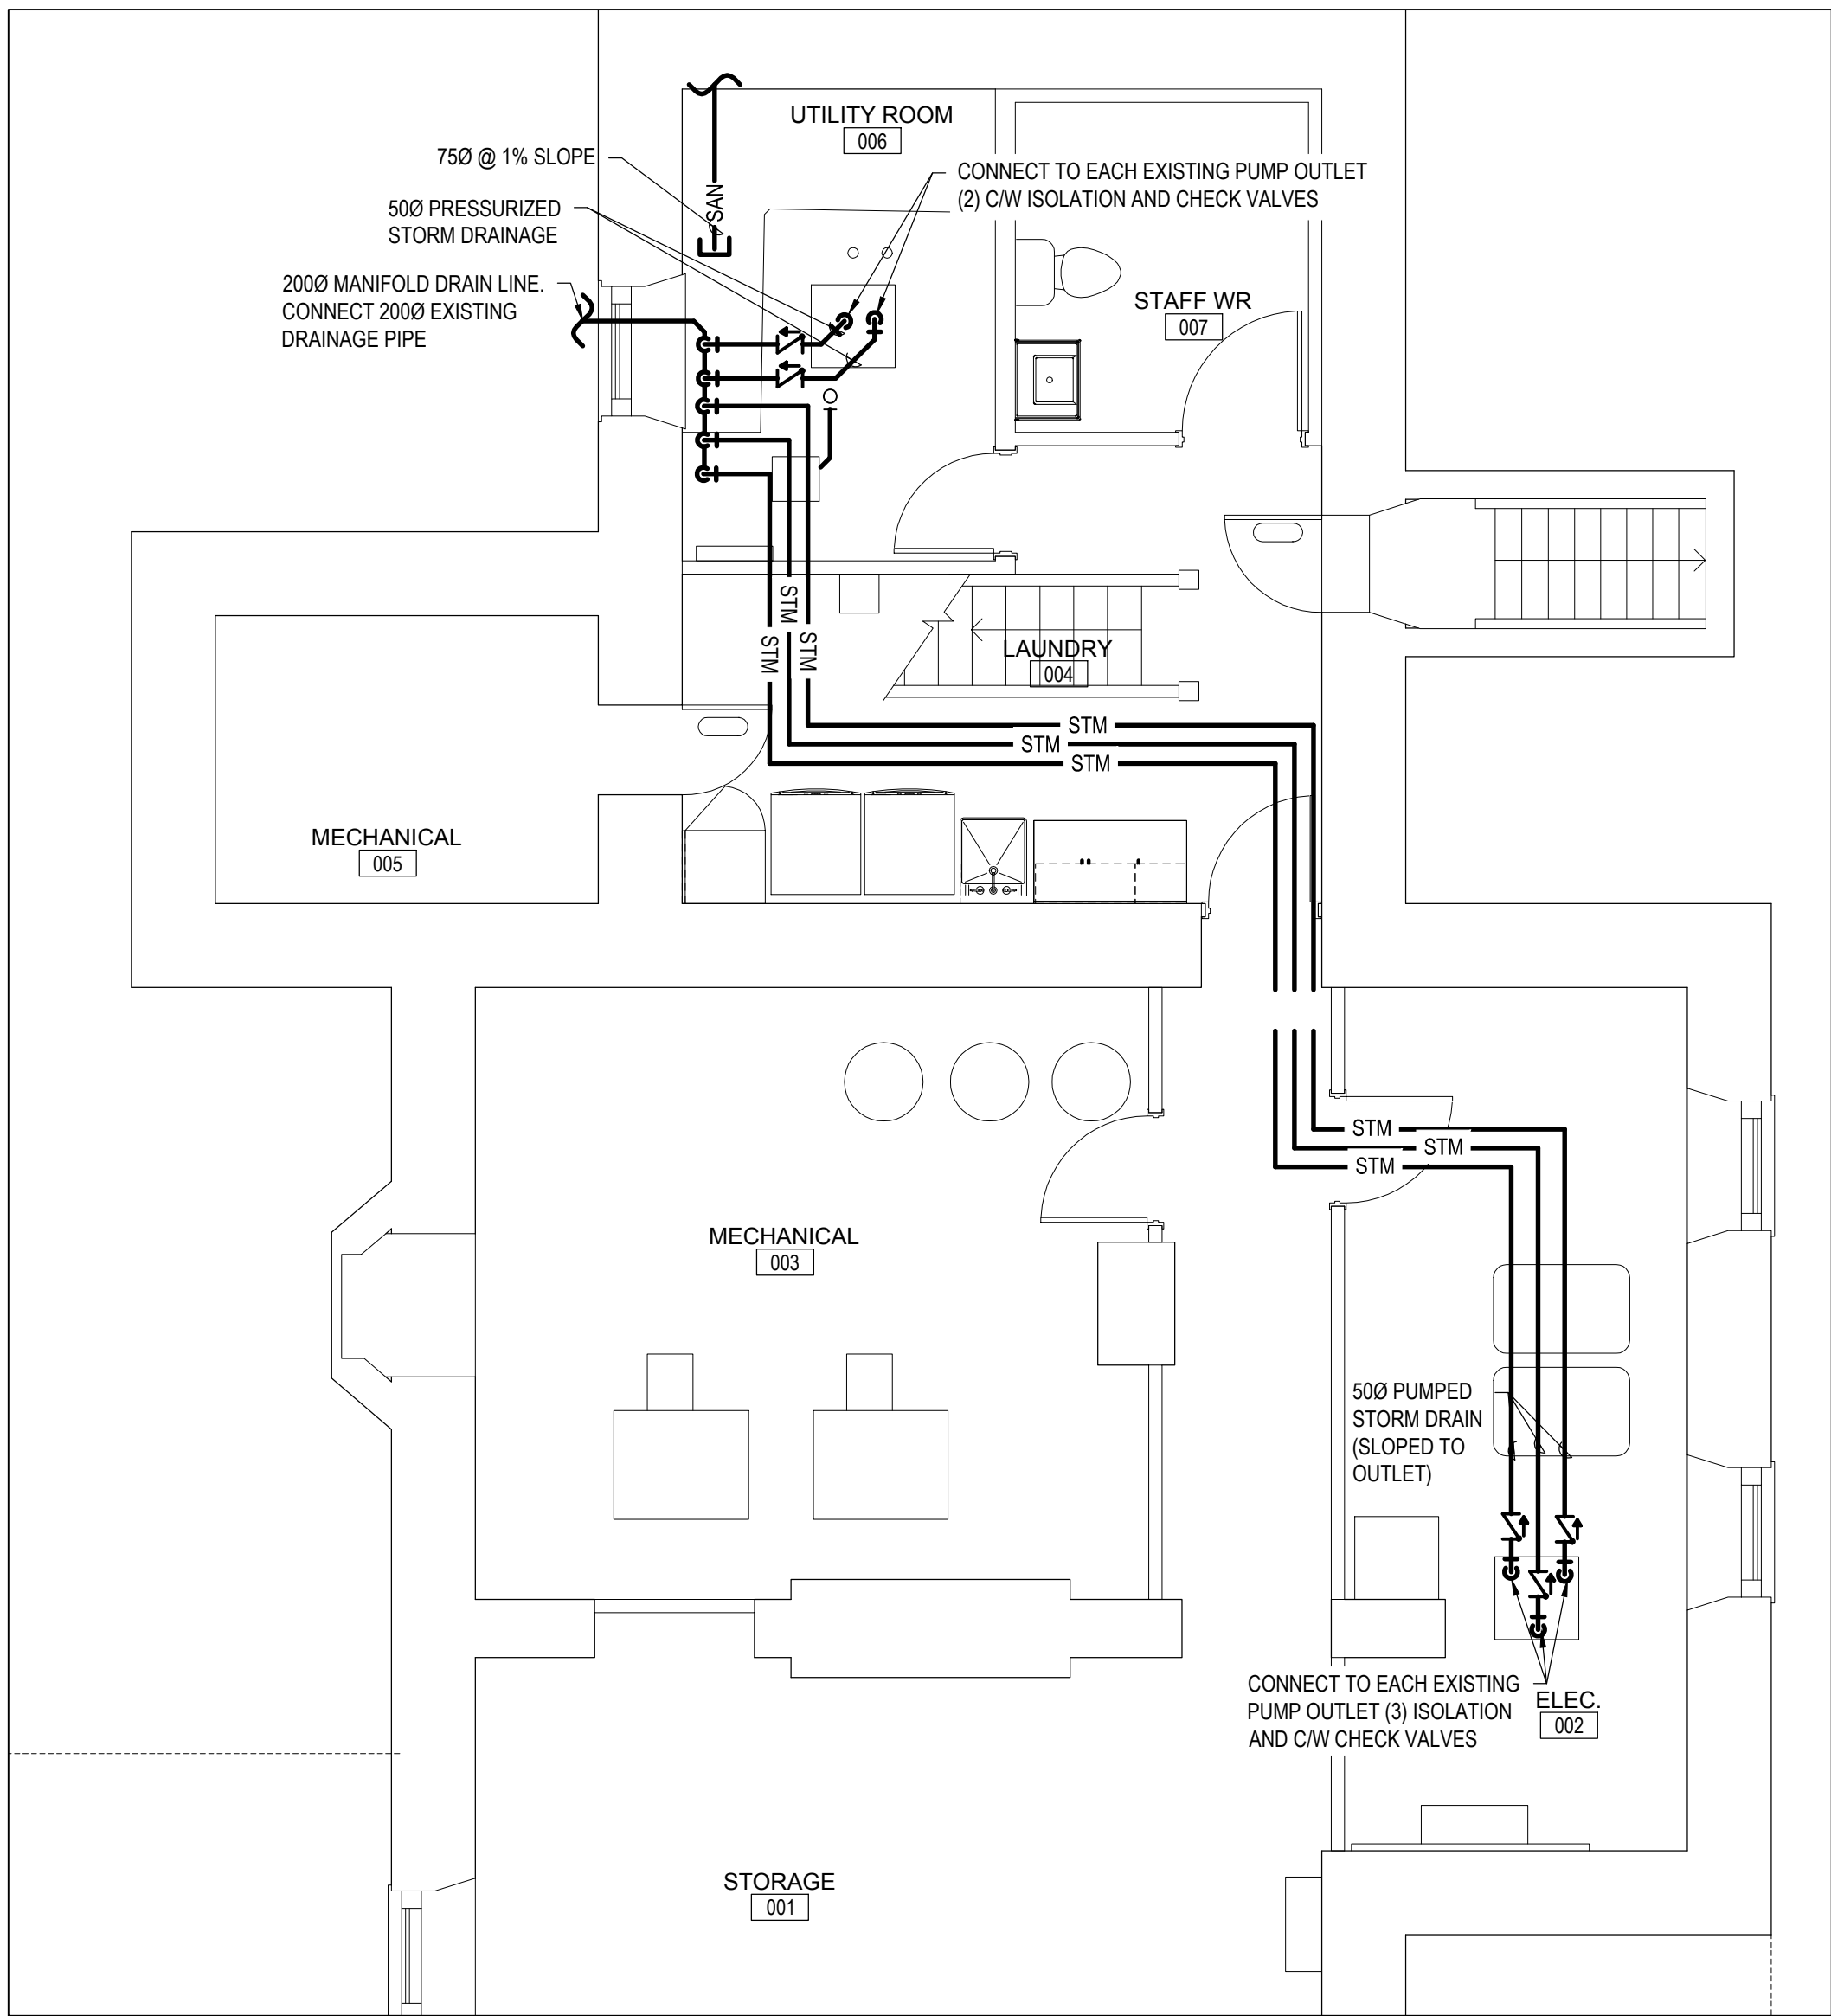 UTILITY ROOM
006
75Ø @ 1% SLOPE
SAN
CONNECT TO EACH EXISTING PUMP OUTLET
(2) C/W ISOLATION AND CHECK VALVES
50Ø PRESSURIZED
STORM DRAINAGE
200Ø MANIFOLD DRAIN LINE.
CONNECT 200Ø EXISTING
DRAINAGE PIPE
STAFF WR
007
STM
STM
STM
LAUNDRY
004
STM
STM
STM
MECHANICAL
005
STM
STM
STM
MECHANICAL
003
50Ø PUMPED
STORM DRAIN
(SLOPED TO
OUTLET)
CONNECT TO EACH EXISTING
PUMP OUTLET (3) ISOLATION
AND C/W CHECK VALVES
ELEC.
002
STORAGE
001